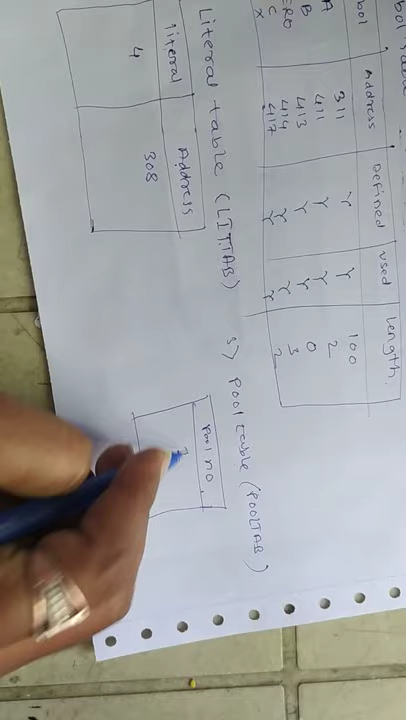 bol Address Defined used length.
A 311 Y Y 100
B 411 Y Y 2
413 Y Y 0
ERO 414 Y Y 3
C 417 Y Y 2
X
Literal table (LITTAB)
literal Address
4 308
5) Pool table (POOLTAB)
Pool no.